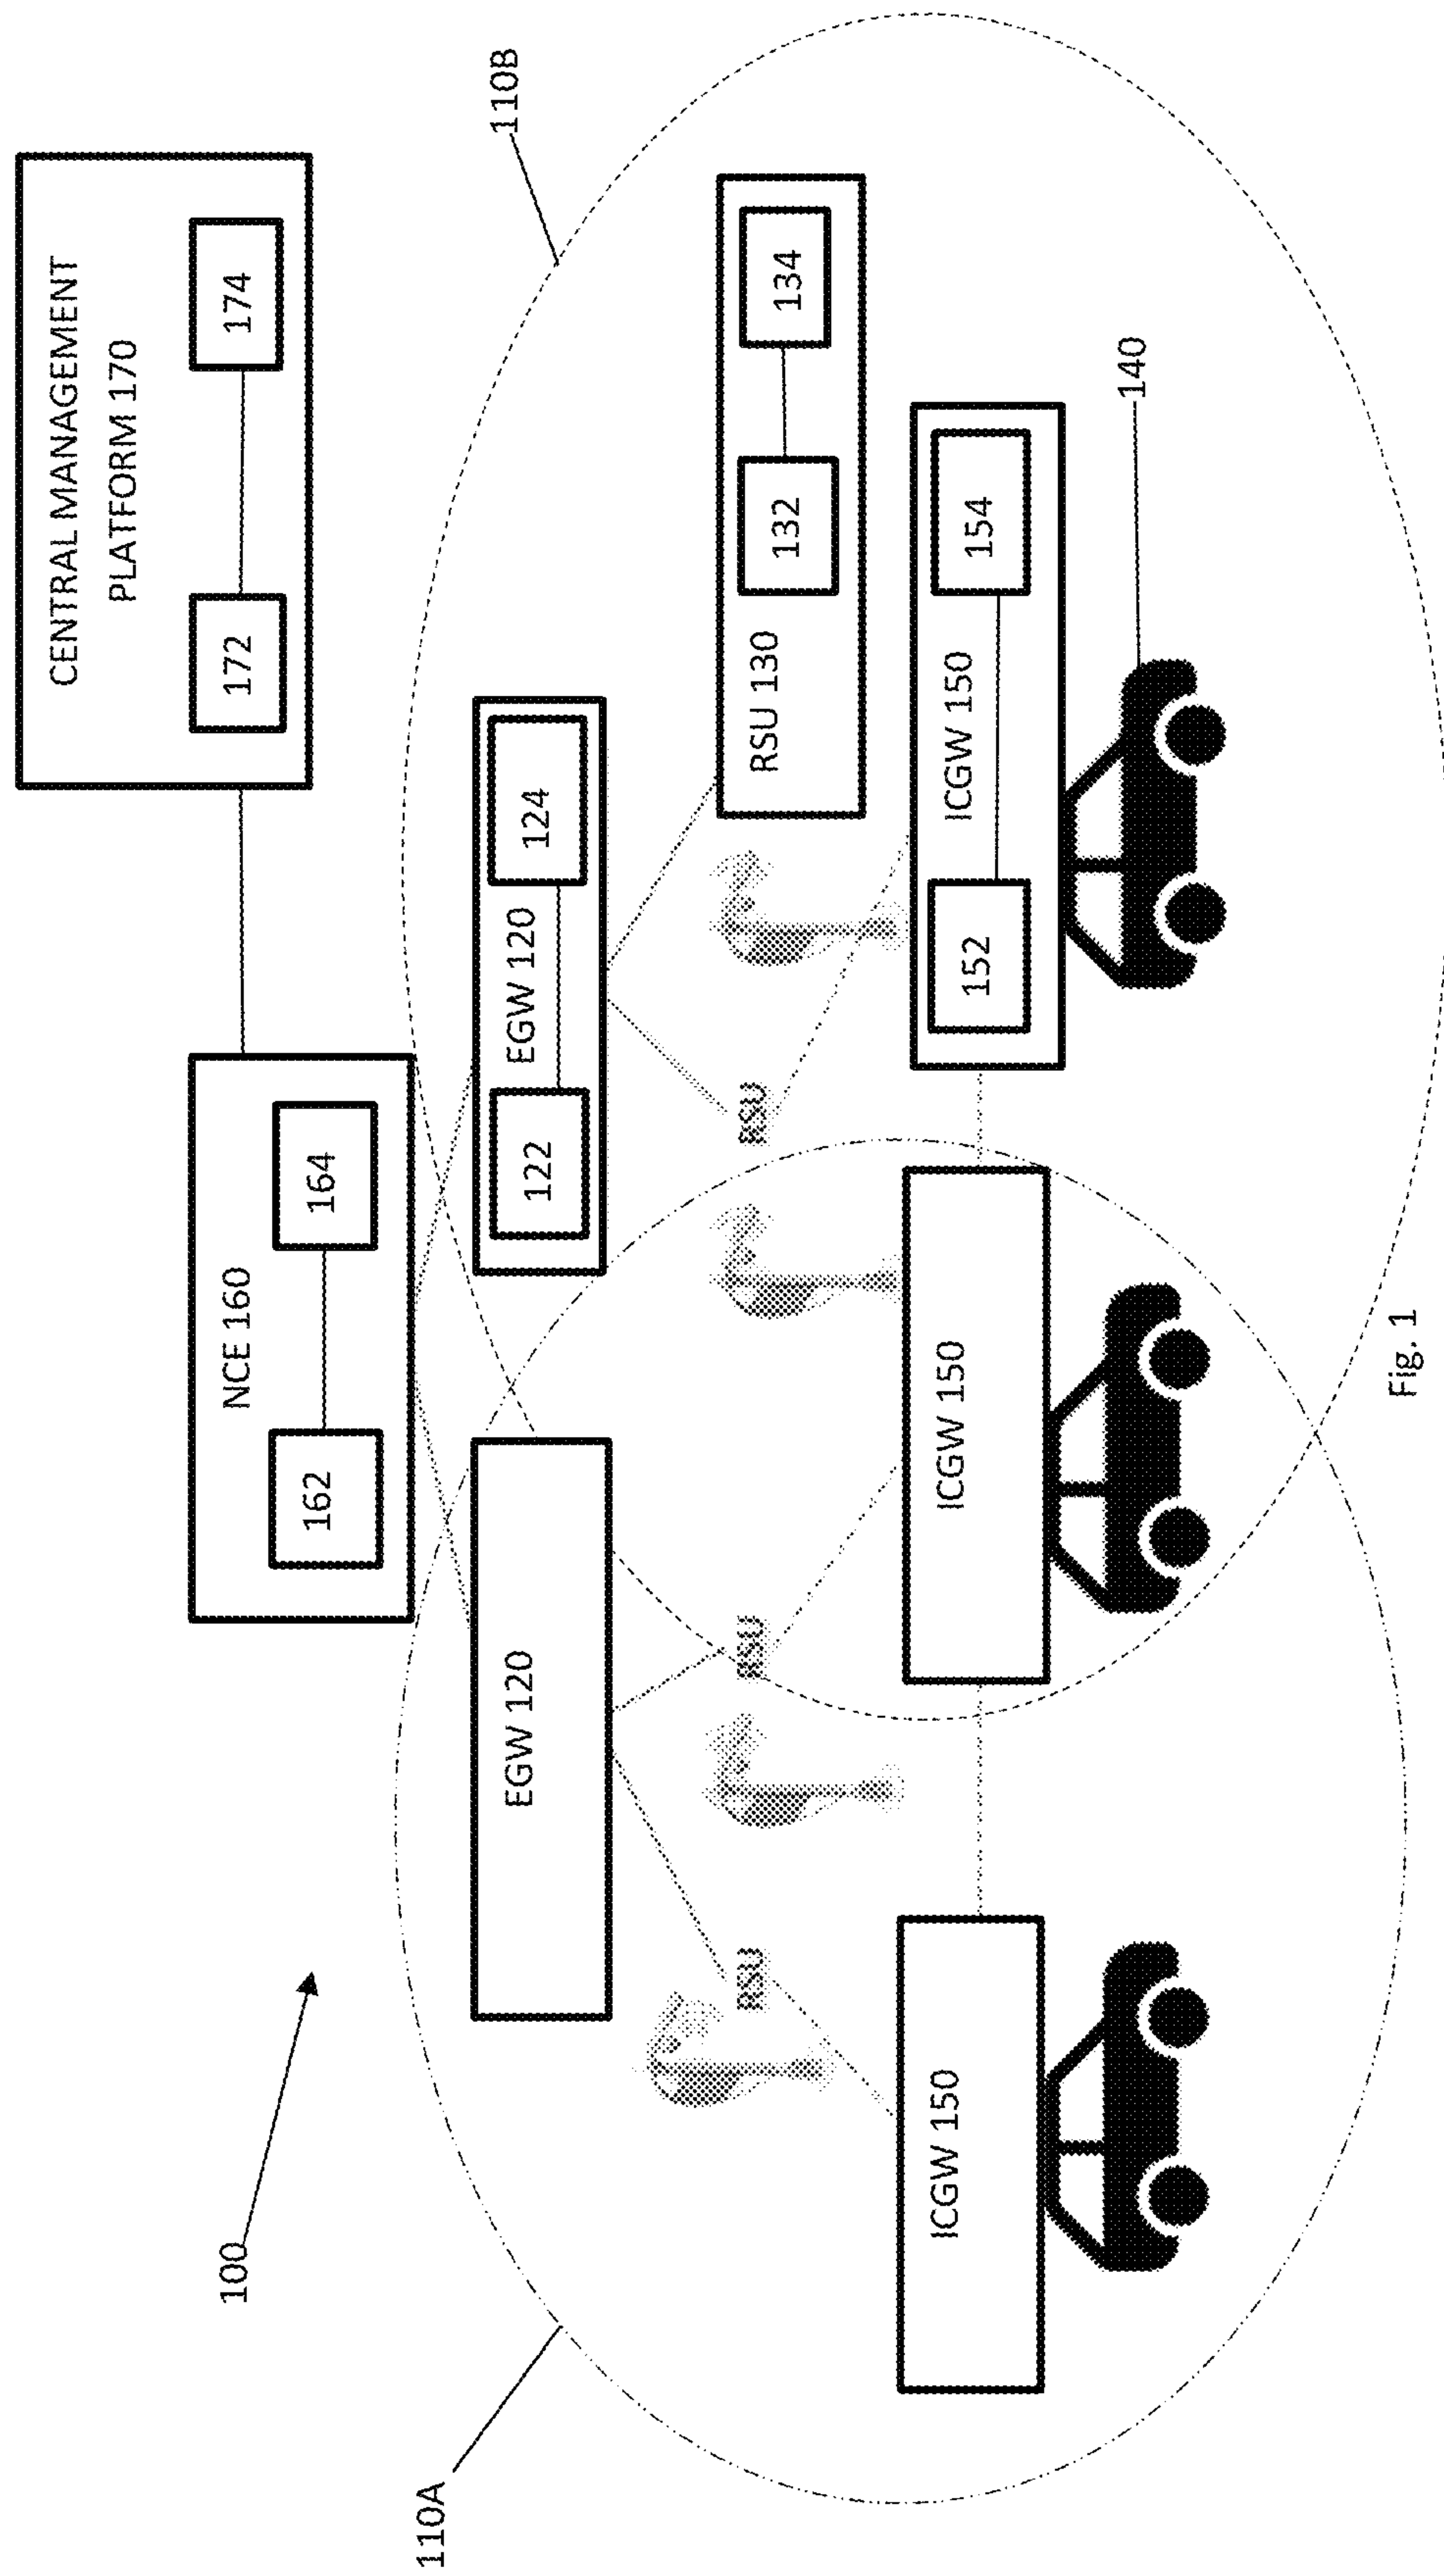 100
110A
110B
CENTRAL MANAGEMENT
PLATFORM 170
172
174
NCE 160
162
164
EGW 120
EGW 120
122
124
RSU
RSU
RSU
RSU 130
132
134
ICGW 150
ICGW 150
ICGW 150
152
154
140
Fig. 1